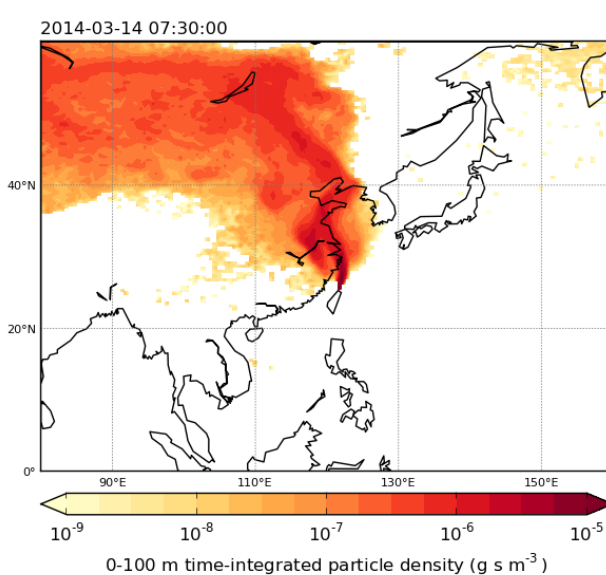 2014-03-14 07:30:00
40°N
20°N
0°
90°E 110°E 130°E 150°E
10⁻⁹ 10⁻⁸ 10⁻⁷ 10⁻⁶ 10⁻⁵
0-100 m time-integrated particle density (g s m⁻³)